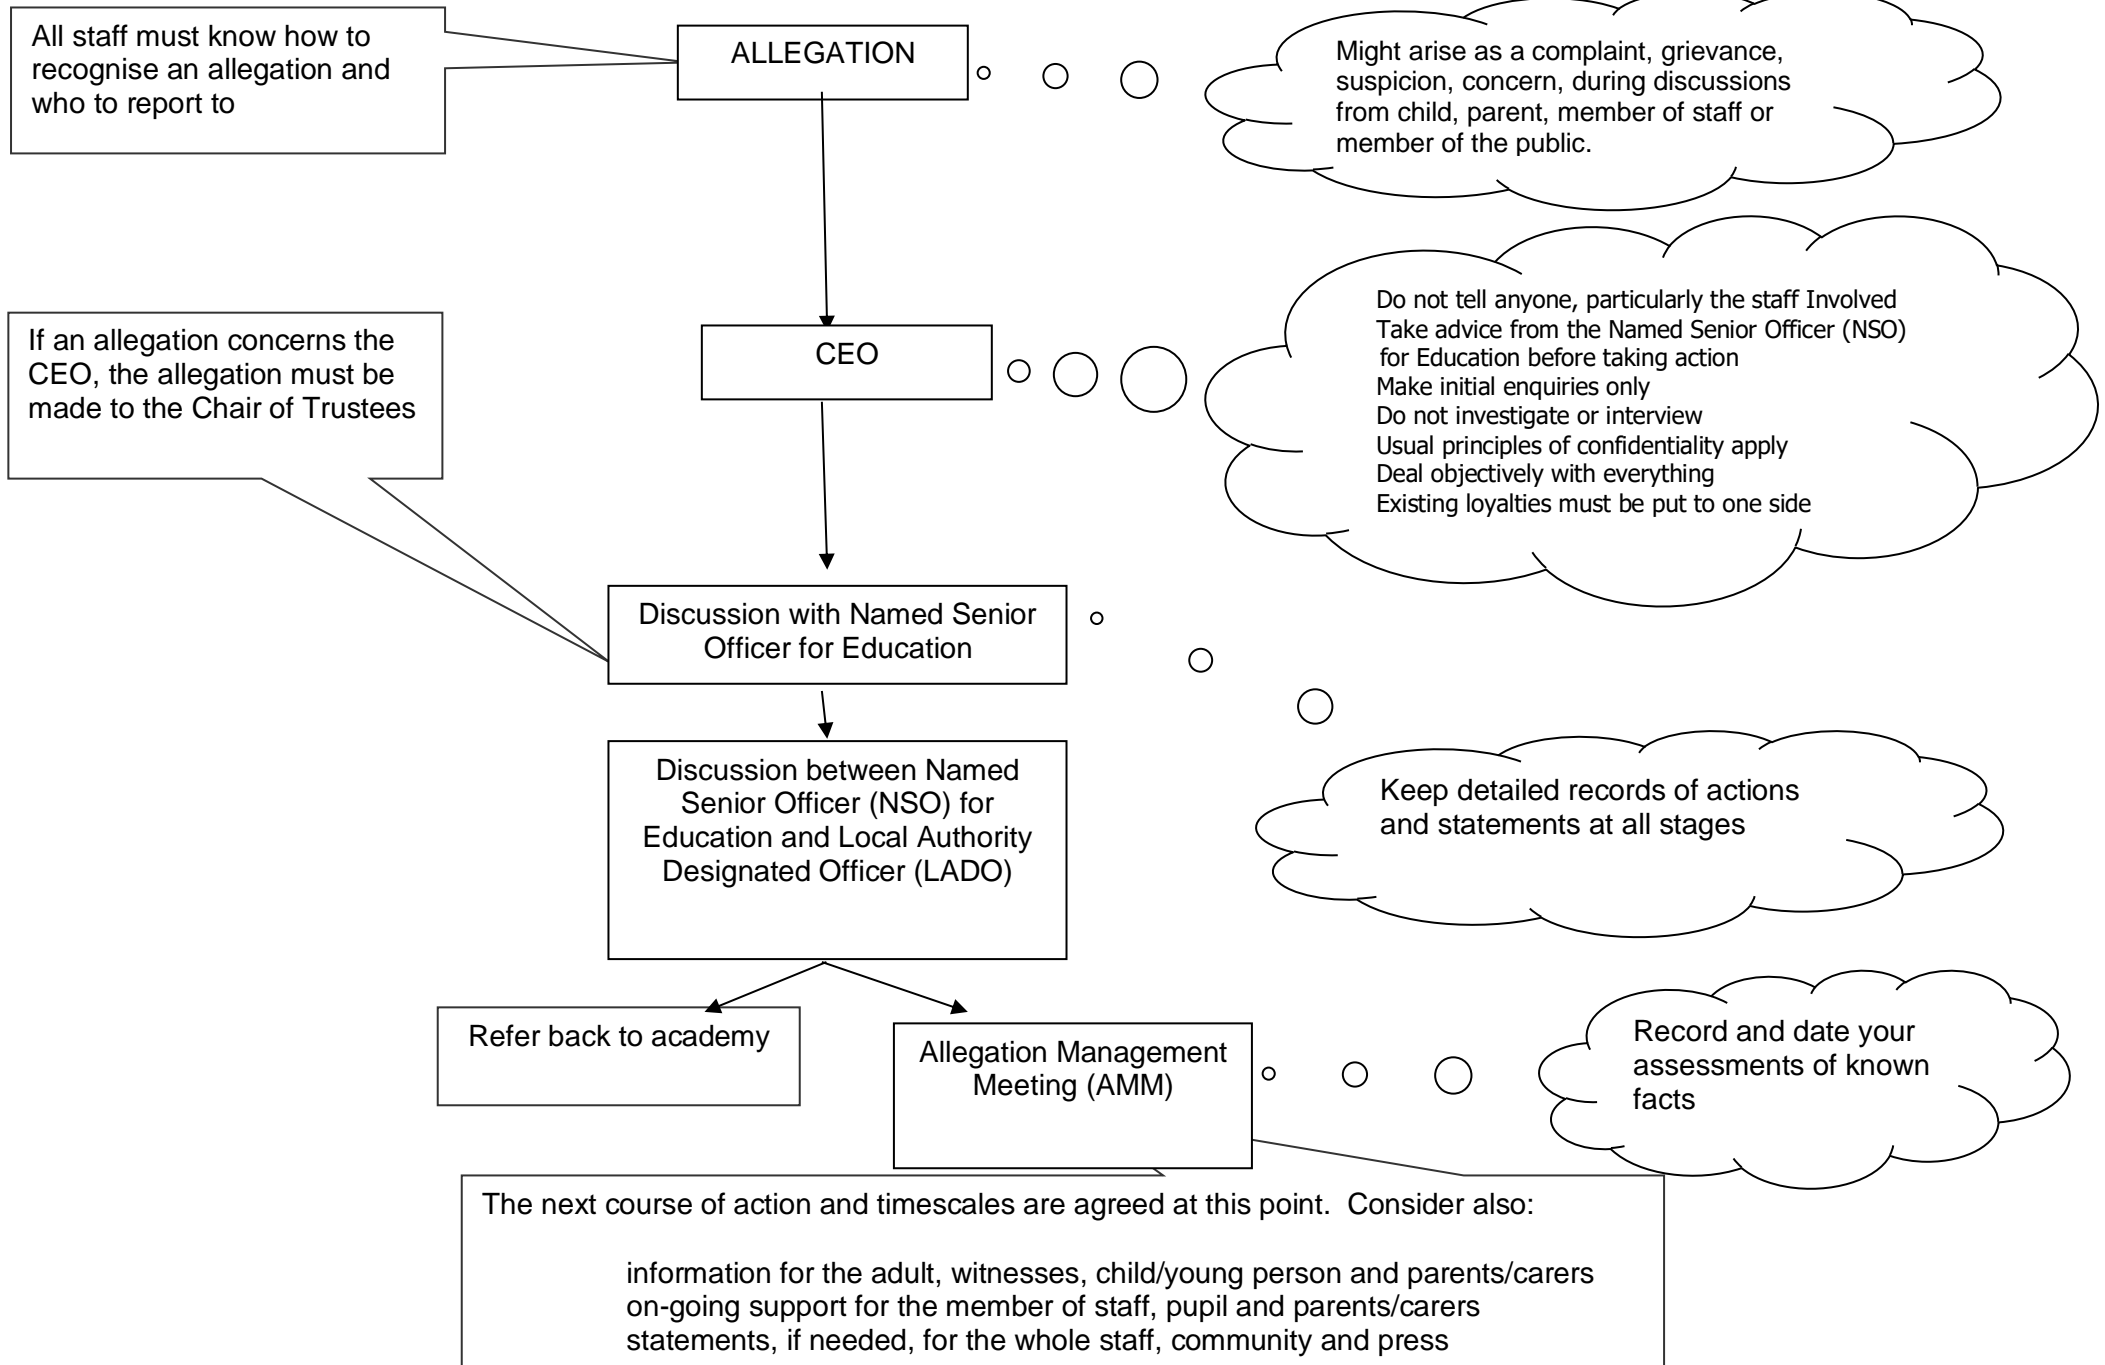 All staff must know how to
recognise an allegation and
who to report to
ALLEGATION
Might arise as a complaint, grievance,
suspicion, concern, during discussions
from child, parent, member of staff or
member of the public.
If an allegation concerns the
CEO, the allegation must be
made to the Chair of Trustees
CEO
Do not tell anyone, particularly the staff Involved
Take advice from the Named Senior Officer (NSO)
for Education before taking action
Make initial enquiries only
Do not investigate or interview
Usual principles of confidentiality apply
Deal objectively with everything
Existing loyalties must be put to one side
Discussion with Named Senior
Officer for Education
Discussion between Named
Senior Officer (NSO) for
Education and Local Authority
Designated Officer (LADO)
Keep detailed records of actions
and statements at all stages
Refer back to academy
Allegation Management
Meeting (AMM)
Record and date your
assessments of known
facts
The next course of action and timescales are agreed at this point.  Consider also:
information for the adult, witnesses, child/young person and parents/carers
on-going support for the member of staff, pupil and parents/carers
statements, if needed, for the whole staff, community and press